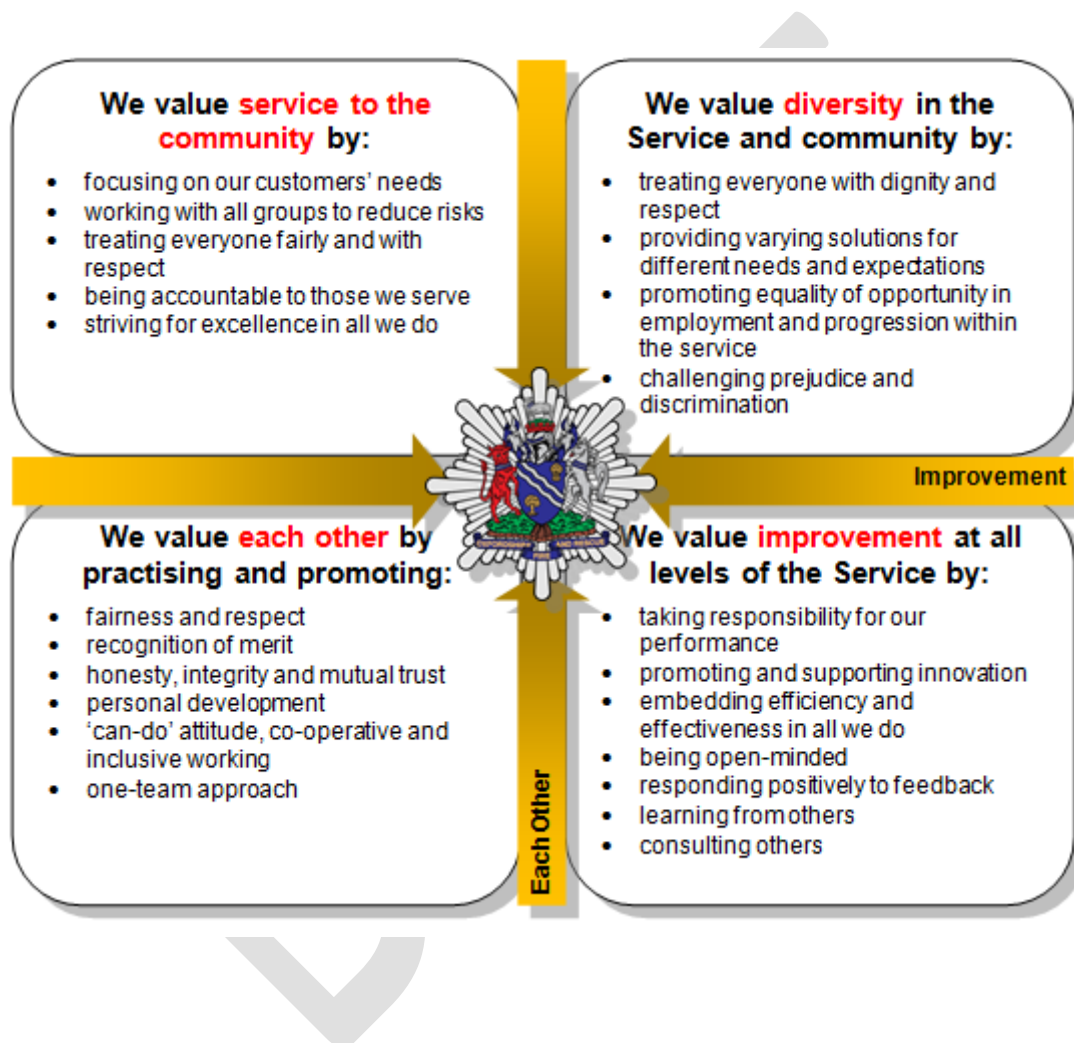 We value service to the
community by:
• focusing on our customers’ needs
• working with all groups to reduce risks
• treating everyone fairly and with
respect
• being accountable to those we serve
• striving for excellence in all we do
We value diversity in the
Service and community by:
• treating everyone with dignity and
respect
• providing varying solutions for
different needs and expectations
• promoting equality of opportunity in
employment and progression within
the service
• challenging prejudice and
discrimination
Improvement
We value each other by
practising and promoting:
• fairness and respect
• recognition of merit
• honesty, integrity and mutual trust
• personal development
• ‘can-do’ attitude, co-operative and
inclusive working
• one-team approach
Each Other
We value improvement at all
levels of the Service by:
• taking responsibility for our
performance
• promoting and supporting innovation
• embedding efficiency and
effectiveness in all we do
• being open-minded
• responding positively to feedback
• learning from others
• consulting others